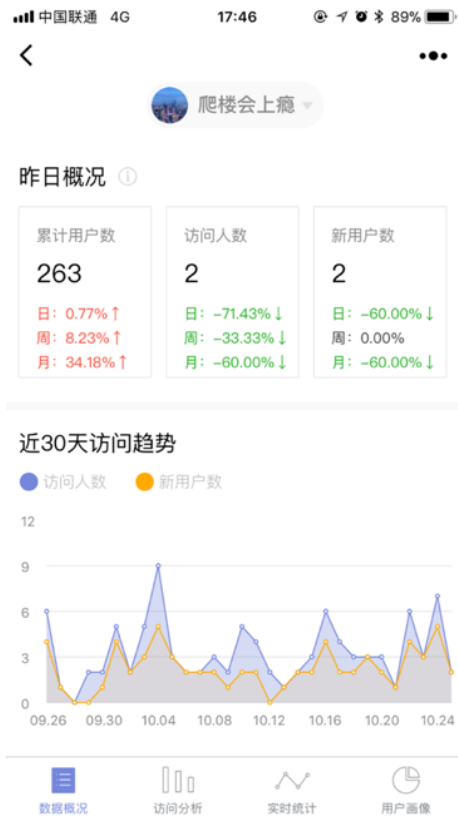 中国联通 4G 17:46 89%
爬楼会上瘾
昨日概况
累计用户数 访问人数 新用户数
263 2 2
日: 0.77%↑ 日: -71.43%↓ 日: -60.00%↓
周: 8.23%↑ 周: -33.33%↓ 周: 0.00%
月: 34.18%↑ 月: -60.00%↓ 月: -60.00%↓
近30天访问趋势
访问人数 新用户数
12
9
6
3
0
09.26 09.30 10.04 10.08 10.12 10.16 10.20 10.24
数据概况 访问分析 实时统计 用户画像